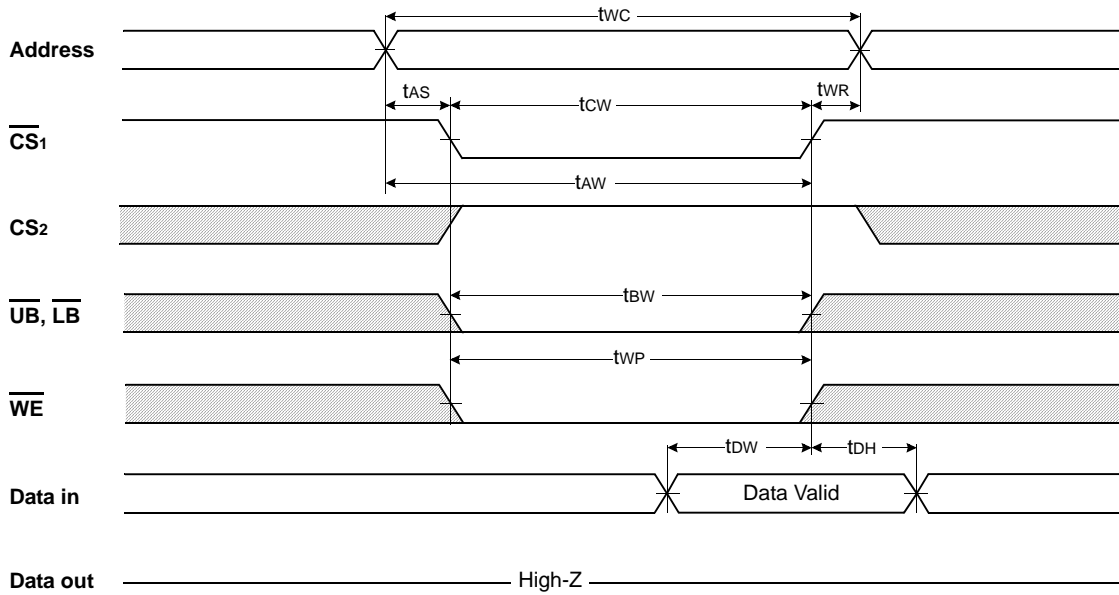 tWC
Address
tAS
tCW
tWR
CS1
tAW
CS2
tBW
UB, LB
tWP
WE
tDW
tDH
Data in
Data Valid
Data out
High-Z